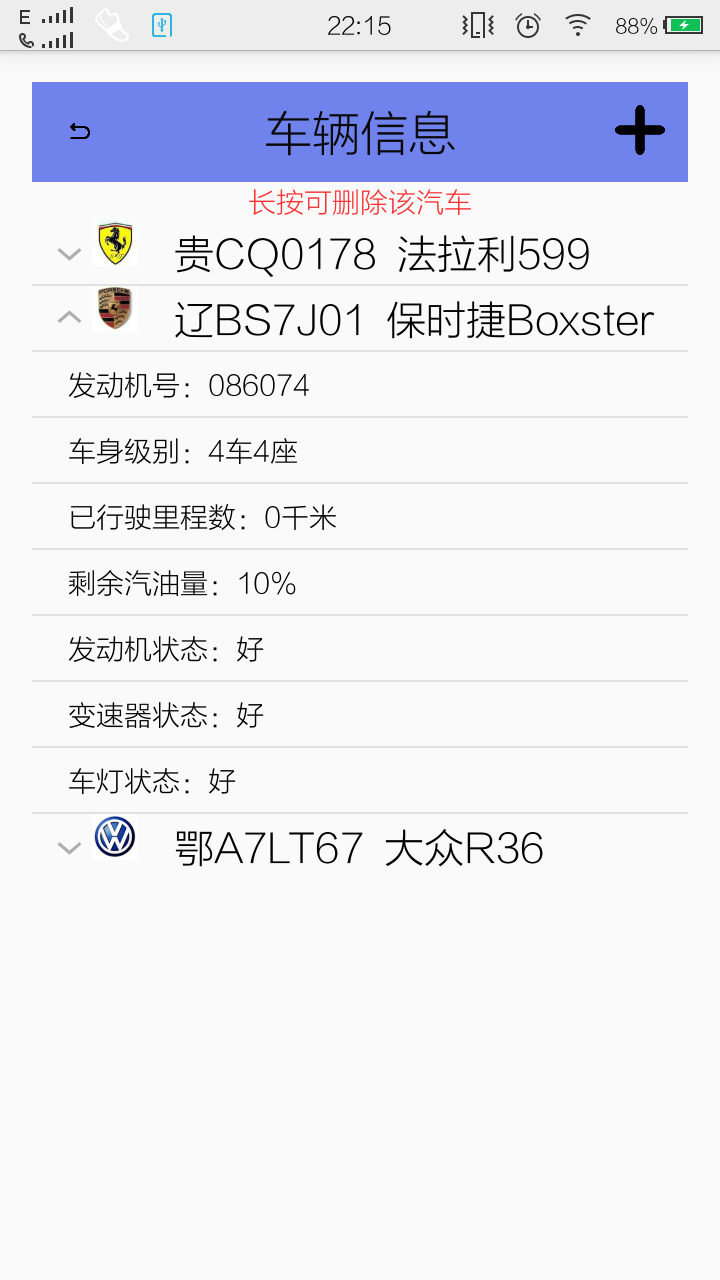 E 22:15 88%
车辆信息
长按可删除该汽车
贵CQ0178 法拉利599
PORSCHE
辽BS7J01 保时捷Boxster
发动机号：086074
车身级别：4车4座
已行驶里程数：0千米
剩余汽油量：10%
发动机状态：好
变速器状态：好
车灯状态：好
鄂A7LT67 大众R36